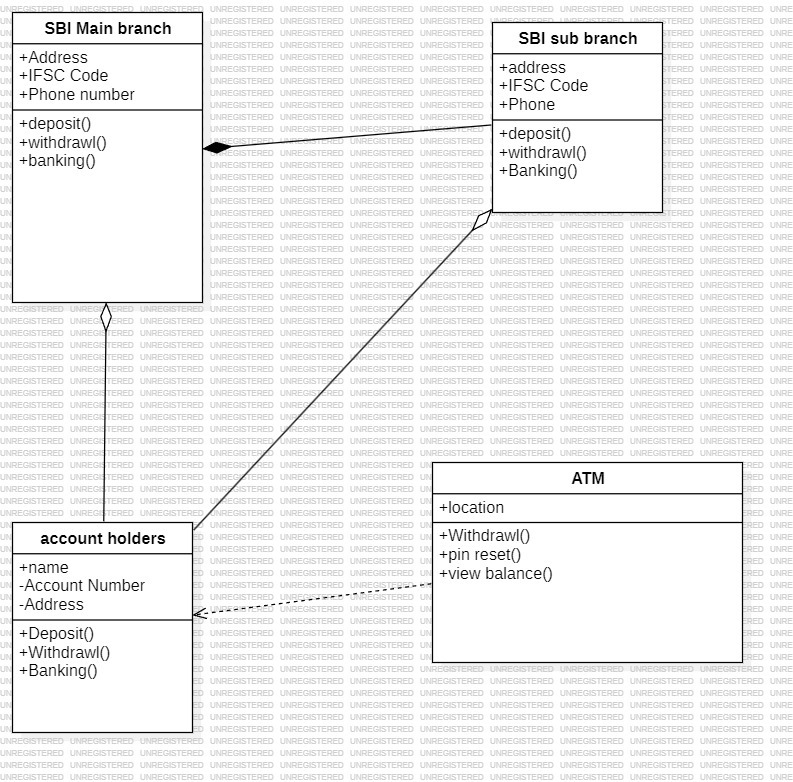 SBI Main branch
+Address
+IFSC Code
+Phone number
+deposit()
+withdrawl()
+banking()
SBI sub branch
+address
+IFSC Code
+Phone
+deposit()
+withdrawl()
+Banking()
account holders
+name
-Account Number
-Address
+Deposit()
+Withdrawl()
+Banking()
ATM
+location
+Withdrawl()
+pin reset()
+view balance()
UNREGISTERED